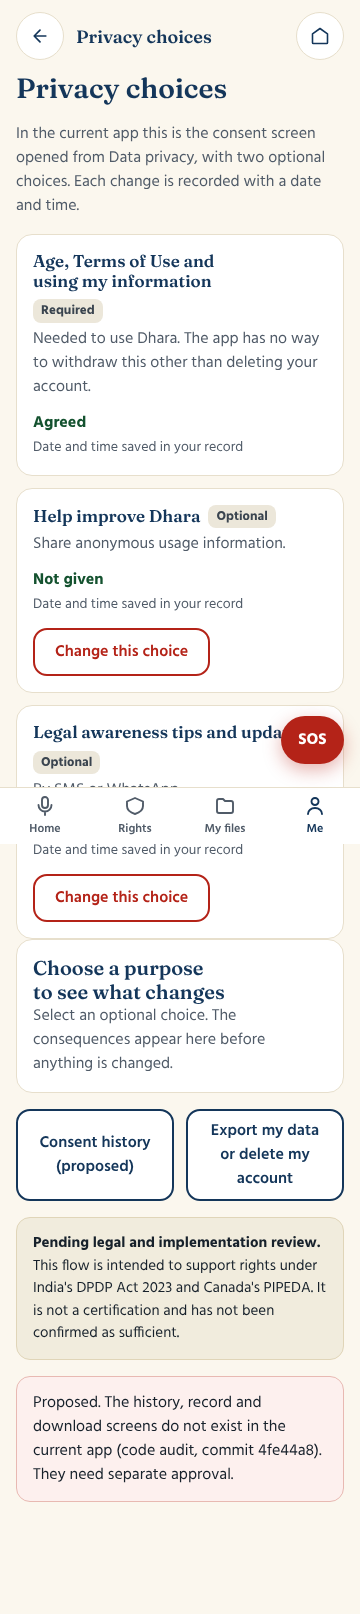 Privacy choices
Privacy choices
In the current app this is the consent screen
opened from Data privacy, with two optional
choices. Each change is recorded with a date
and time.
Age, Terms of Use and
using my information
Required
Needed to use Dhara. The app has no way
to withdraw this other than deleting your
account.
Agreed
Date and time saved in your record
Help improve Dhara Optional
Share anonymous usage information.
Not given
Date and time saved in your record
Change this choice
Legal awareness tips and upda
SOS
Optional
By SMS or WhatsApp
Home Rights My files Me
Date and time saved in your record
Change this choice
Choose a purpose
to see what changes
Select an optional choice. The
consequences appear here before
anything is changed.
Consent history
(proposed)
Export my data
or delete my
account
Pending legal and implementation review.
This flow is intended to support rights under
India's DPDP Act 2023 and Canada's PIPEDA. It
is not a certification and has not been
confirmed as sufficient.
Proposed. The history, record and
download screens do not exist in the
current app (code audit, commit 4fe44a8).
They need separate approval.